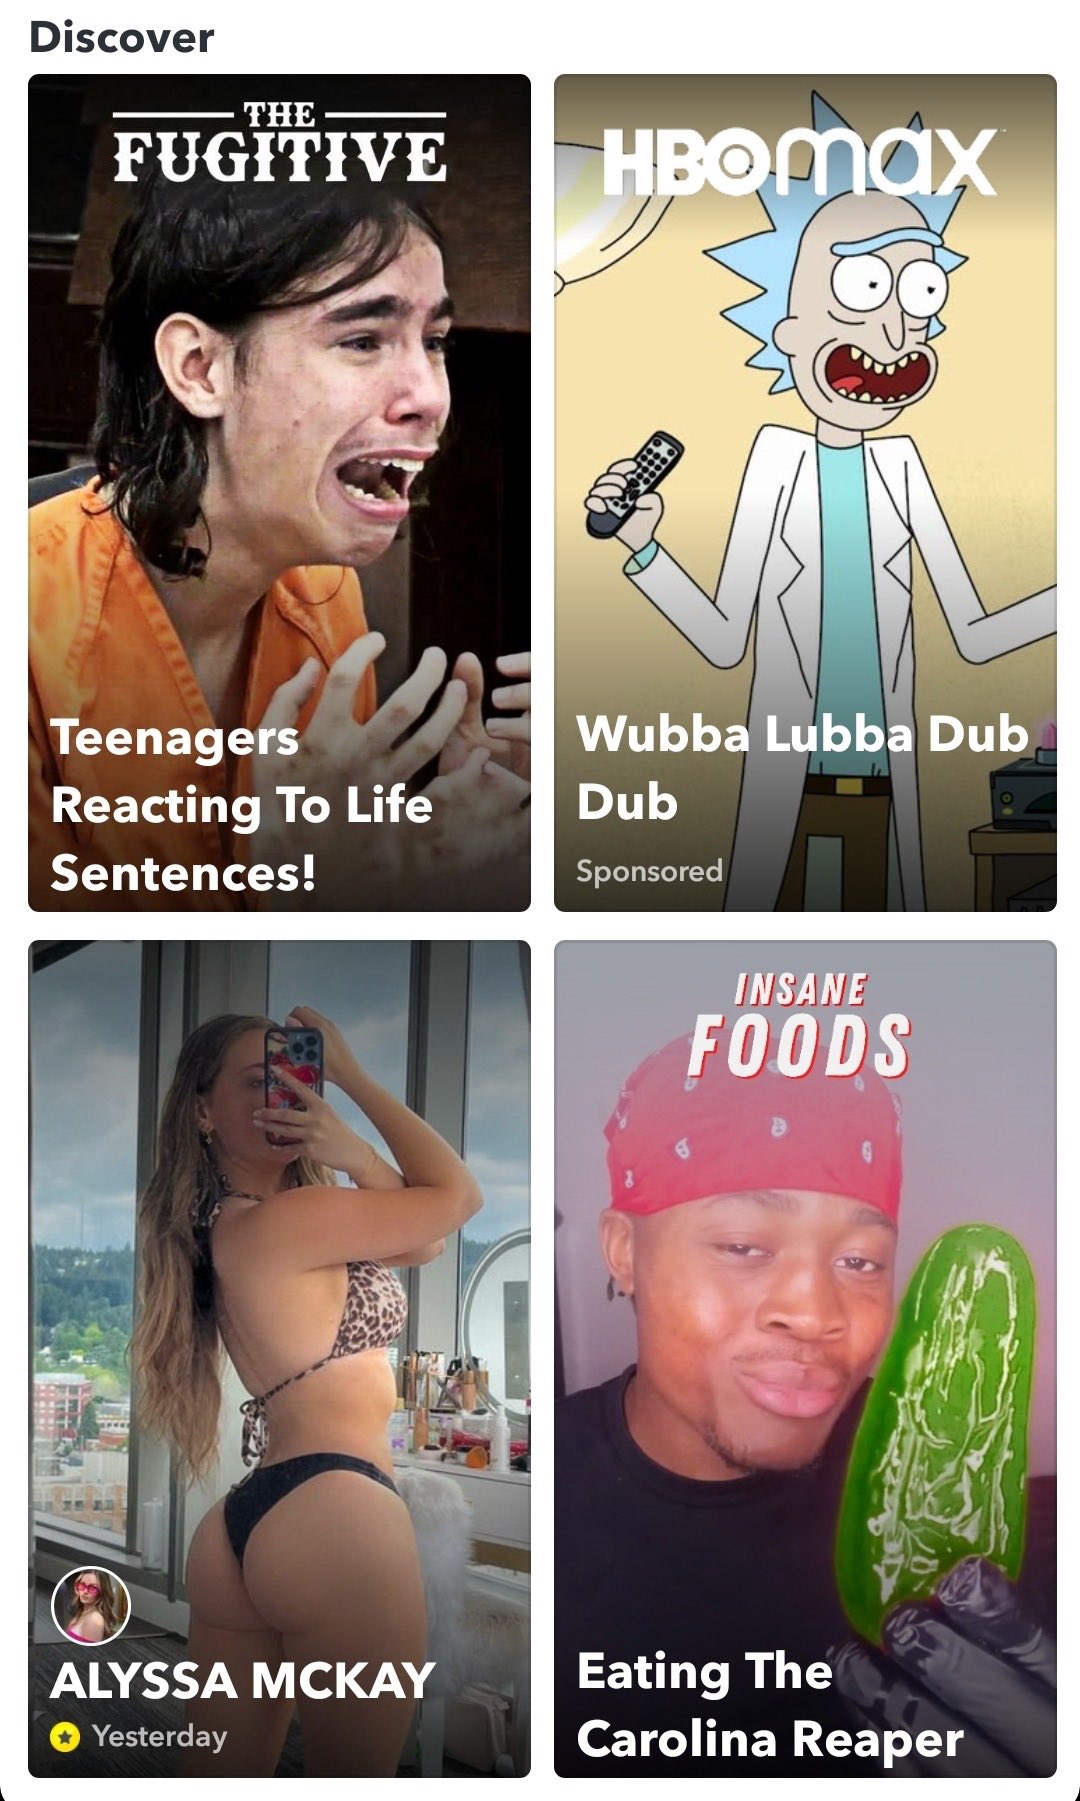 Discover
THE
FUGITIVE
Teenagers
Reacting To Life
Sentences!
HBOmax
Wubba Lubba Dub
Dub
Sponsored
ALYSSA MCKAY
Yesterday
INSANE
FOODS
Eating The
Carolina Reaper